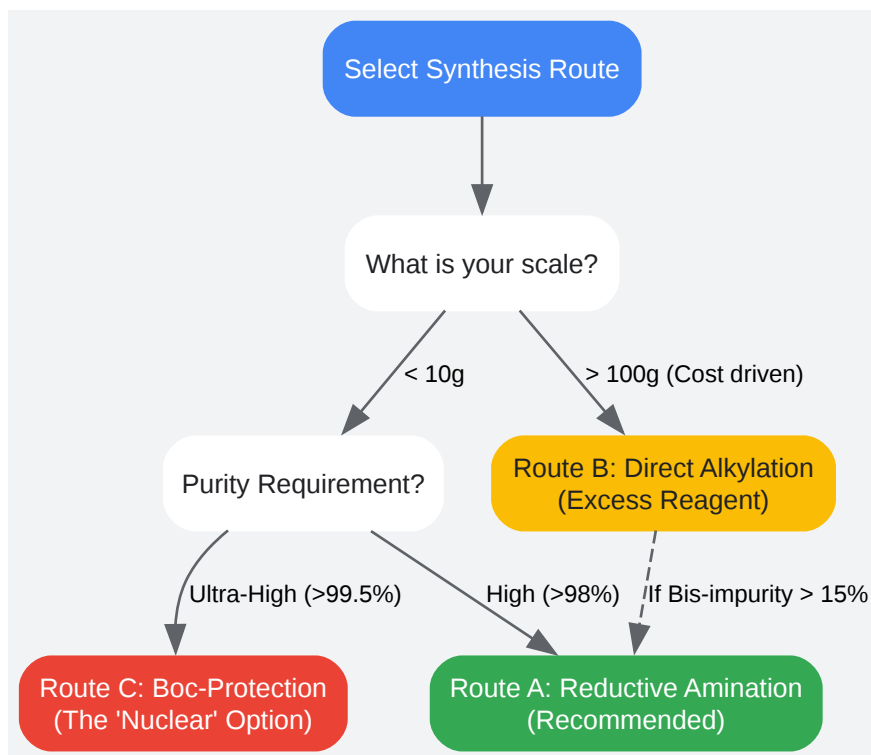 Select Synthesis Route
What is your scale?
< 10g
> 100g (Cost driven)
Purity Requirement?
Route B: Direct Alkylation
(Excess Reagent)
Ultra-High (>99.5%)
High (>98%)
If Bis-impurity > 15%
Route C: Boc-Protection
(The 'Nuclear' Option)
Route A: Reductive Amination
(Recommended)